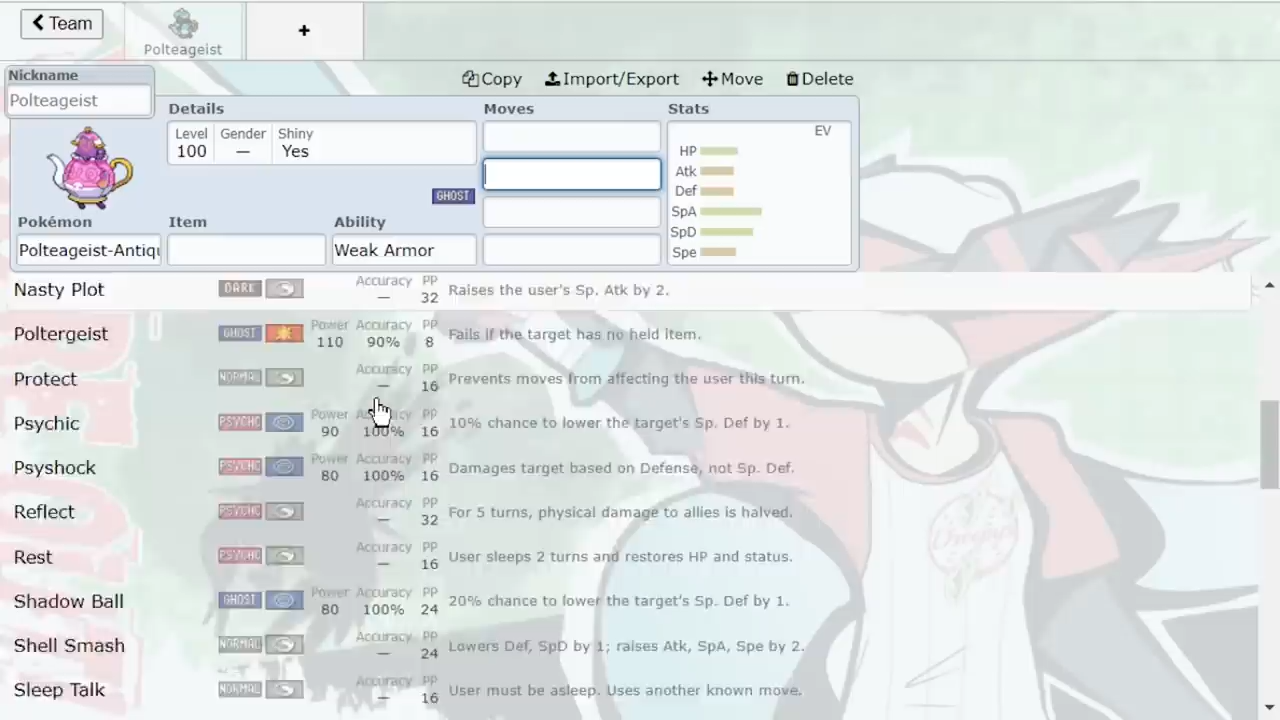 Team
Polteageist
+
Nickname
Polteageist
Copy
Import/Export
Move
Delete
Details
Moves
Stats
Level
Gender
Shiny
100
—
Yes
EV
HP
Atk
Def
SpA
SpD
Spe
GHOST
Pokémon
Item
Ability
Polteageist-Antiqu
Weak Armor
Nasty Plot DARK Accuracy — PP 32 Raises the user's Sp. Atk by 2.
Poltergeist GHOST Power 110 Accuracy 90% PP 8 Fails if the target has no held item.
Protect NORMAL Accuracy — PP 16 Prevents moves from affecting the user this turn.
Psychic PSYCHC Power 90 Accuracy 100% PP 16 10% chance to lower the target's Sp. Def by 1.
Psyshock PSYCHC Power 80 Accuracy 100% PP 16 Damages target based on Defense, not Sp. Def.
Reflect PSYCHC Accuracy — PP 32 For 5 turns, physical damage to allies is halved.
Rest PSYCHC Accuracy — PP 16 User sleeps 2 turns and restores HP and status.
Shadow Ball GHOST Power 80 Accuracy 100% PP 24 20% chance to lower the target's Sp. Def by 1.
Shell Smash NORMAL Accuracy — PP 24 Lowers Def, SpD by 1; raises Atk, SpA, Spe by 2.
Sleep Talk NORMAL Accuracy — PP 16 User must be asleep. Uses another known move.